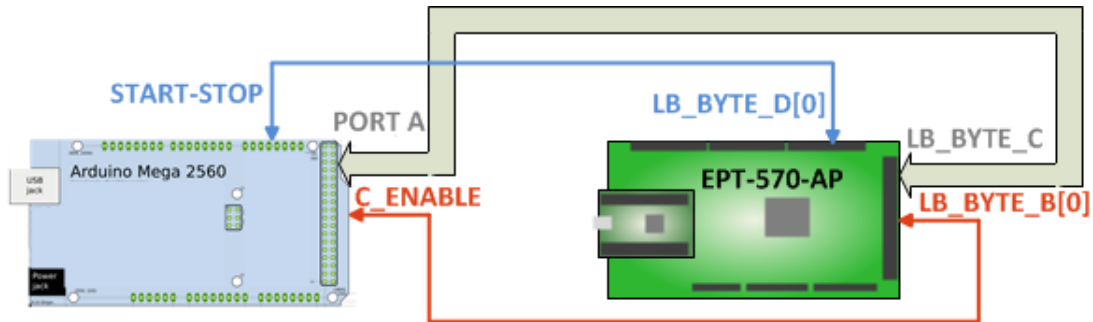 START-STOP
LB_BYTE_D[0]
PORT A
LB_BYTE_C
USB
jack
Arduino Mega 2560
EPT-570-AP
C_ENABLE
LB_BYTE_B[0]
Power
jack